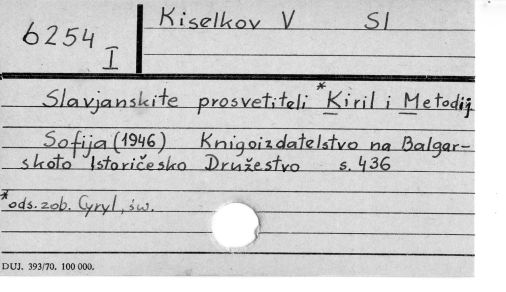 Kiselkov V Sl
6254
I
Slavjanskite prosvetiteli *Kiril i Metodij
Sofija (1946) Knigoizdatelstvo na Balgar-
skoto Istoričesko Družestvo s. 436
*ods. zob. Cyryl, św.
DUJ. 393/70. 100 000.